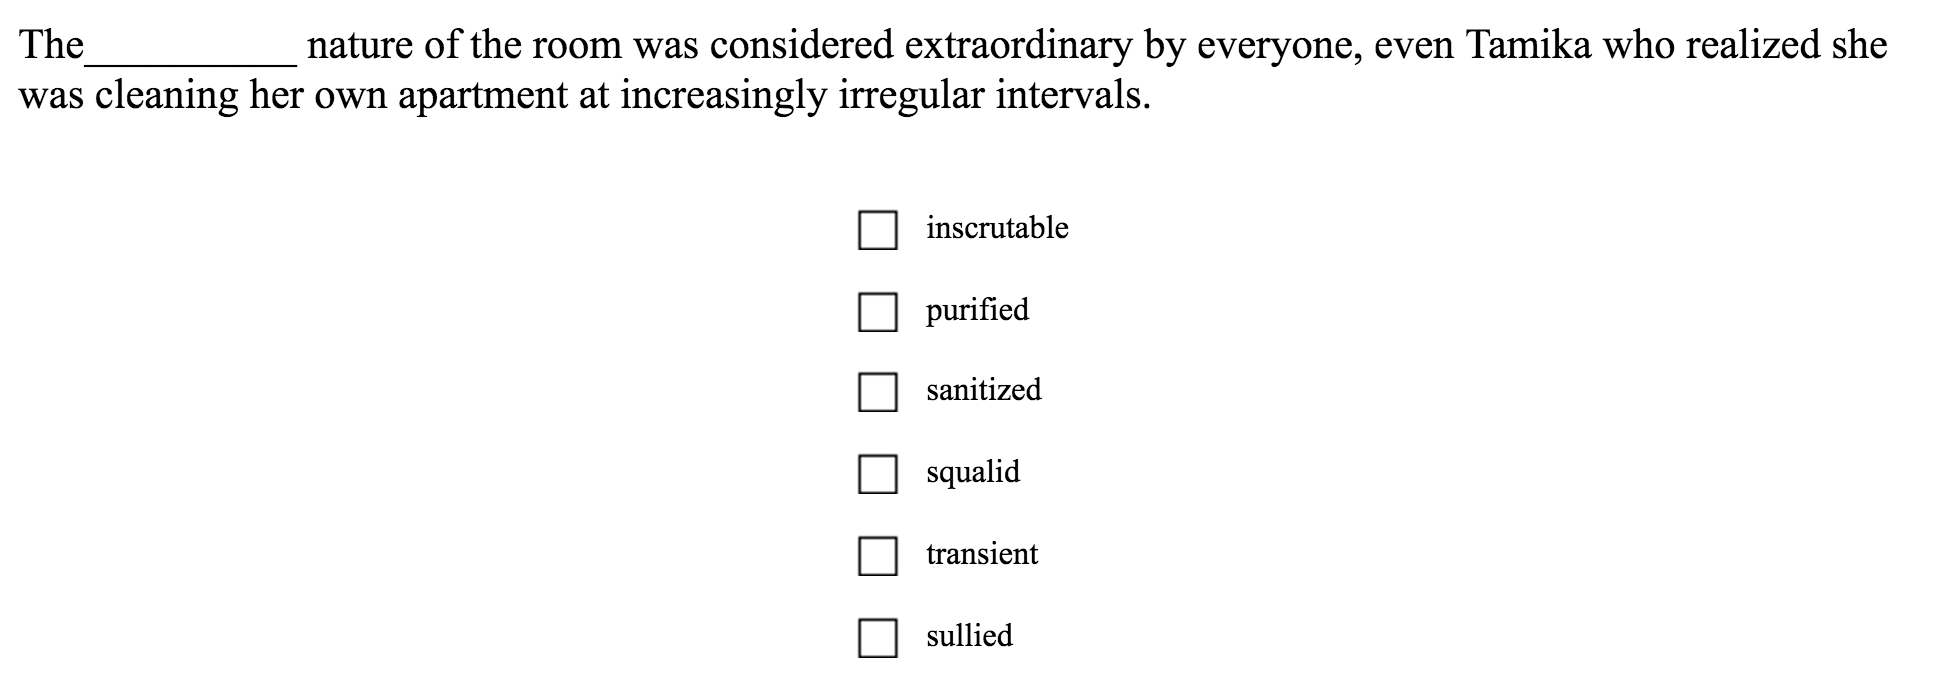 The__________ nature of the room was considered extraordinary by everyone, even Tamika who realized she
was cleaning her own apartment at increasingly irregular intervals.
inscrutable
purified
sanitized
squalid
transient
sullied